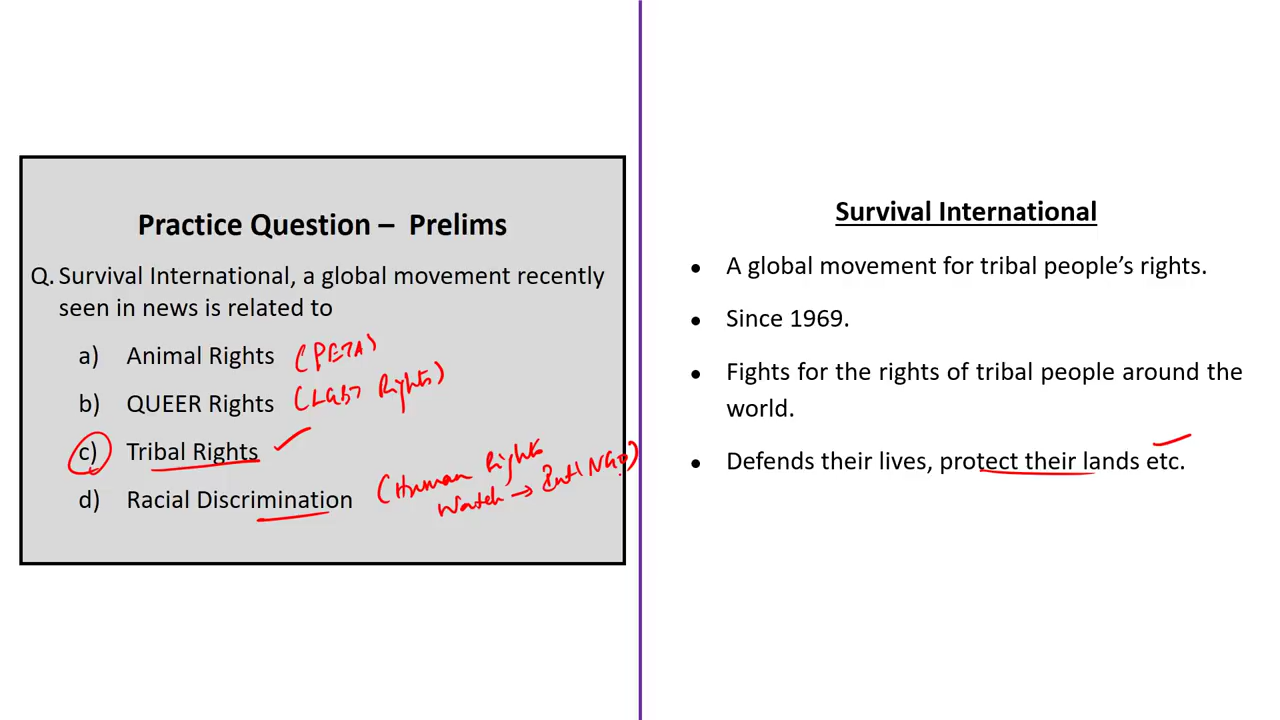 Practice Question – Prelims
Q. Survival International, a global movement recently
seen in news is related to
a) Animal Rights (PETA)
b) QUEER Rights (LGBT Rights)
c) Tribal Rights
d) Racial Discrimination (Human Rights
Watch → Intl NGO)
Survival International
• A global movement for tribal people’s rights.
• Since 1969.
• Fights for the rights of tribal people around the
world.
• Defends their lives, protect their lands etc.